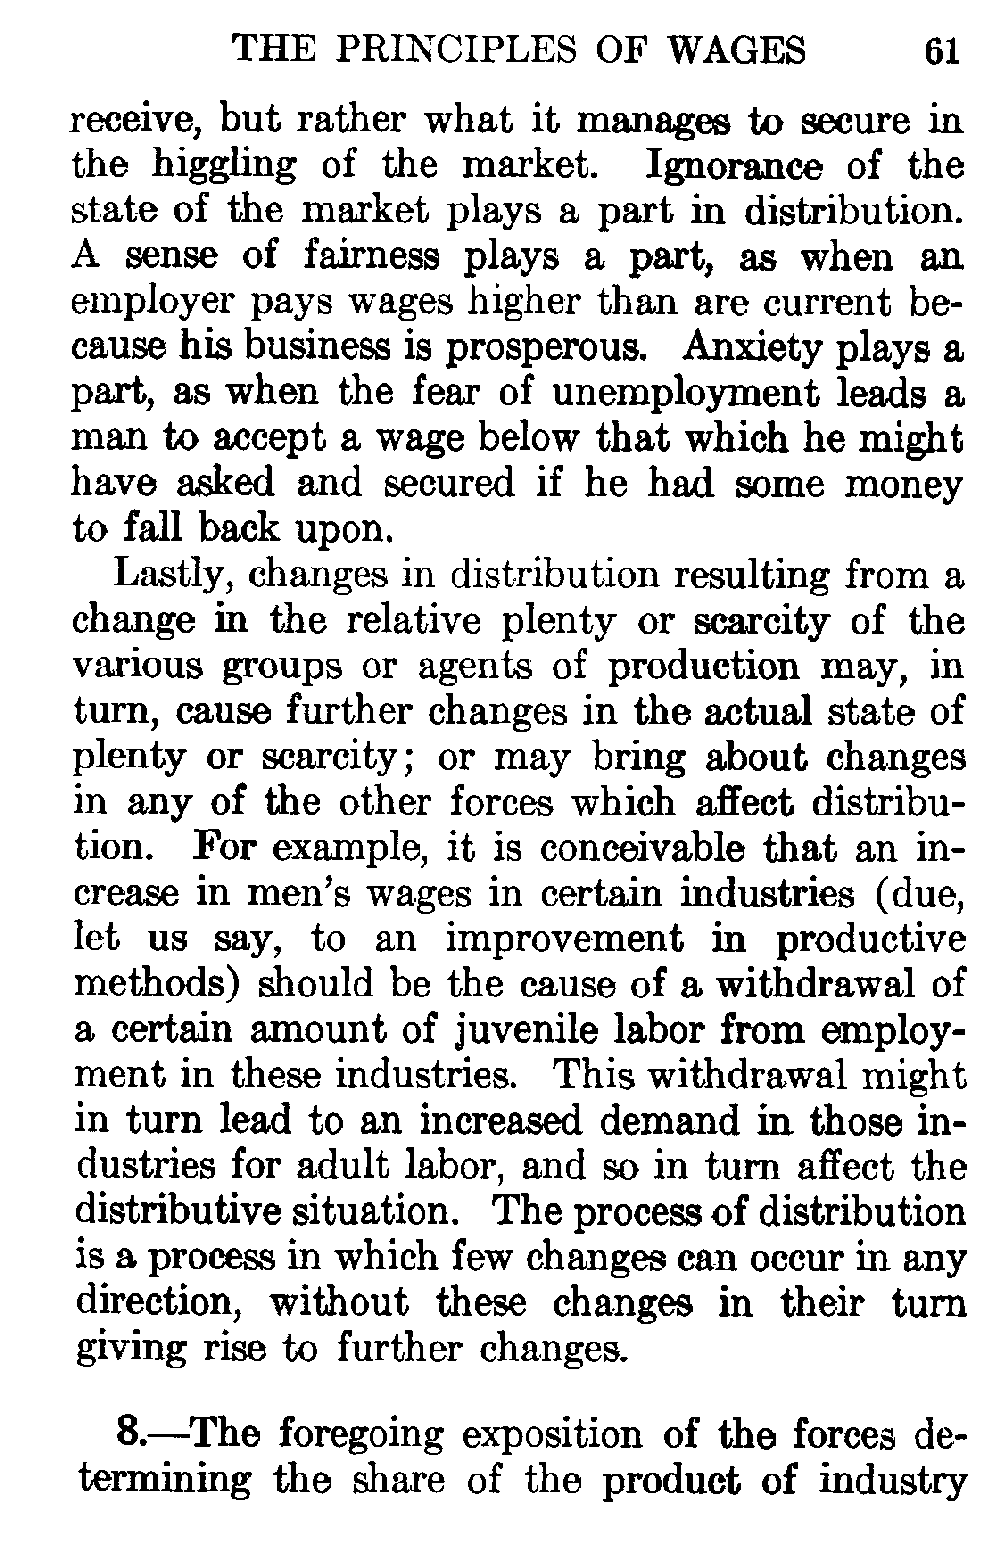 THE PRINCIPLES OF WAGES 61
receive, but rather what it manages to secure in
the higgling of the market. Ignorance of the
state of the market plays a part in distribution.
A sense of fairness plays a part, as when an
employer pays wages higher than are current be-
cause his business is prosperous. Anxiety plays a
part, as when the fear of unemployment leads a
man to accept a wage below that which he might
have asked and secured if he had some money
to fall back upon.
Lastly, changes in distribution resulting from a
change in the relative plenty or scarcity of the
various groups or agents of production may, in
turn, cause further changes in the actual state of
plenty or scarcity; or may bring about changes
in any of the other forces which affect distribu-
tion. For example, it is conceivable that an in-
crease in men's wages in certain industries (due,
let us say, to an improvement in productive
methods) should be the cause of a withdrawal of
a certain amount of juvenile labor from employ-
ment in these industries. This withdrawal might
in turn lead to an increased demand in those in-
dustries for adult labor, and so in turn affect the
distributive situation. The process of distribution
is a process in which few changes can occur in any
direction, without these changes in their turn
giving rise to further changes.
8.—The foregoing exposition of the forces de-
termining the share of the product of industry